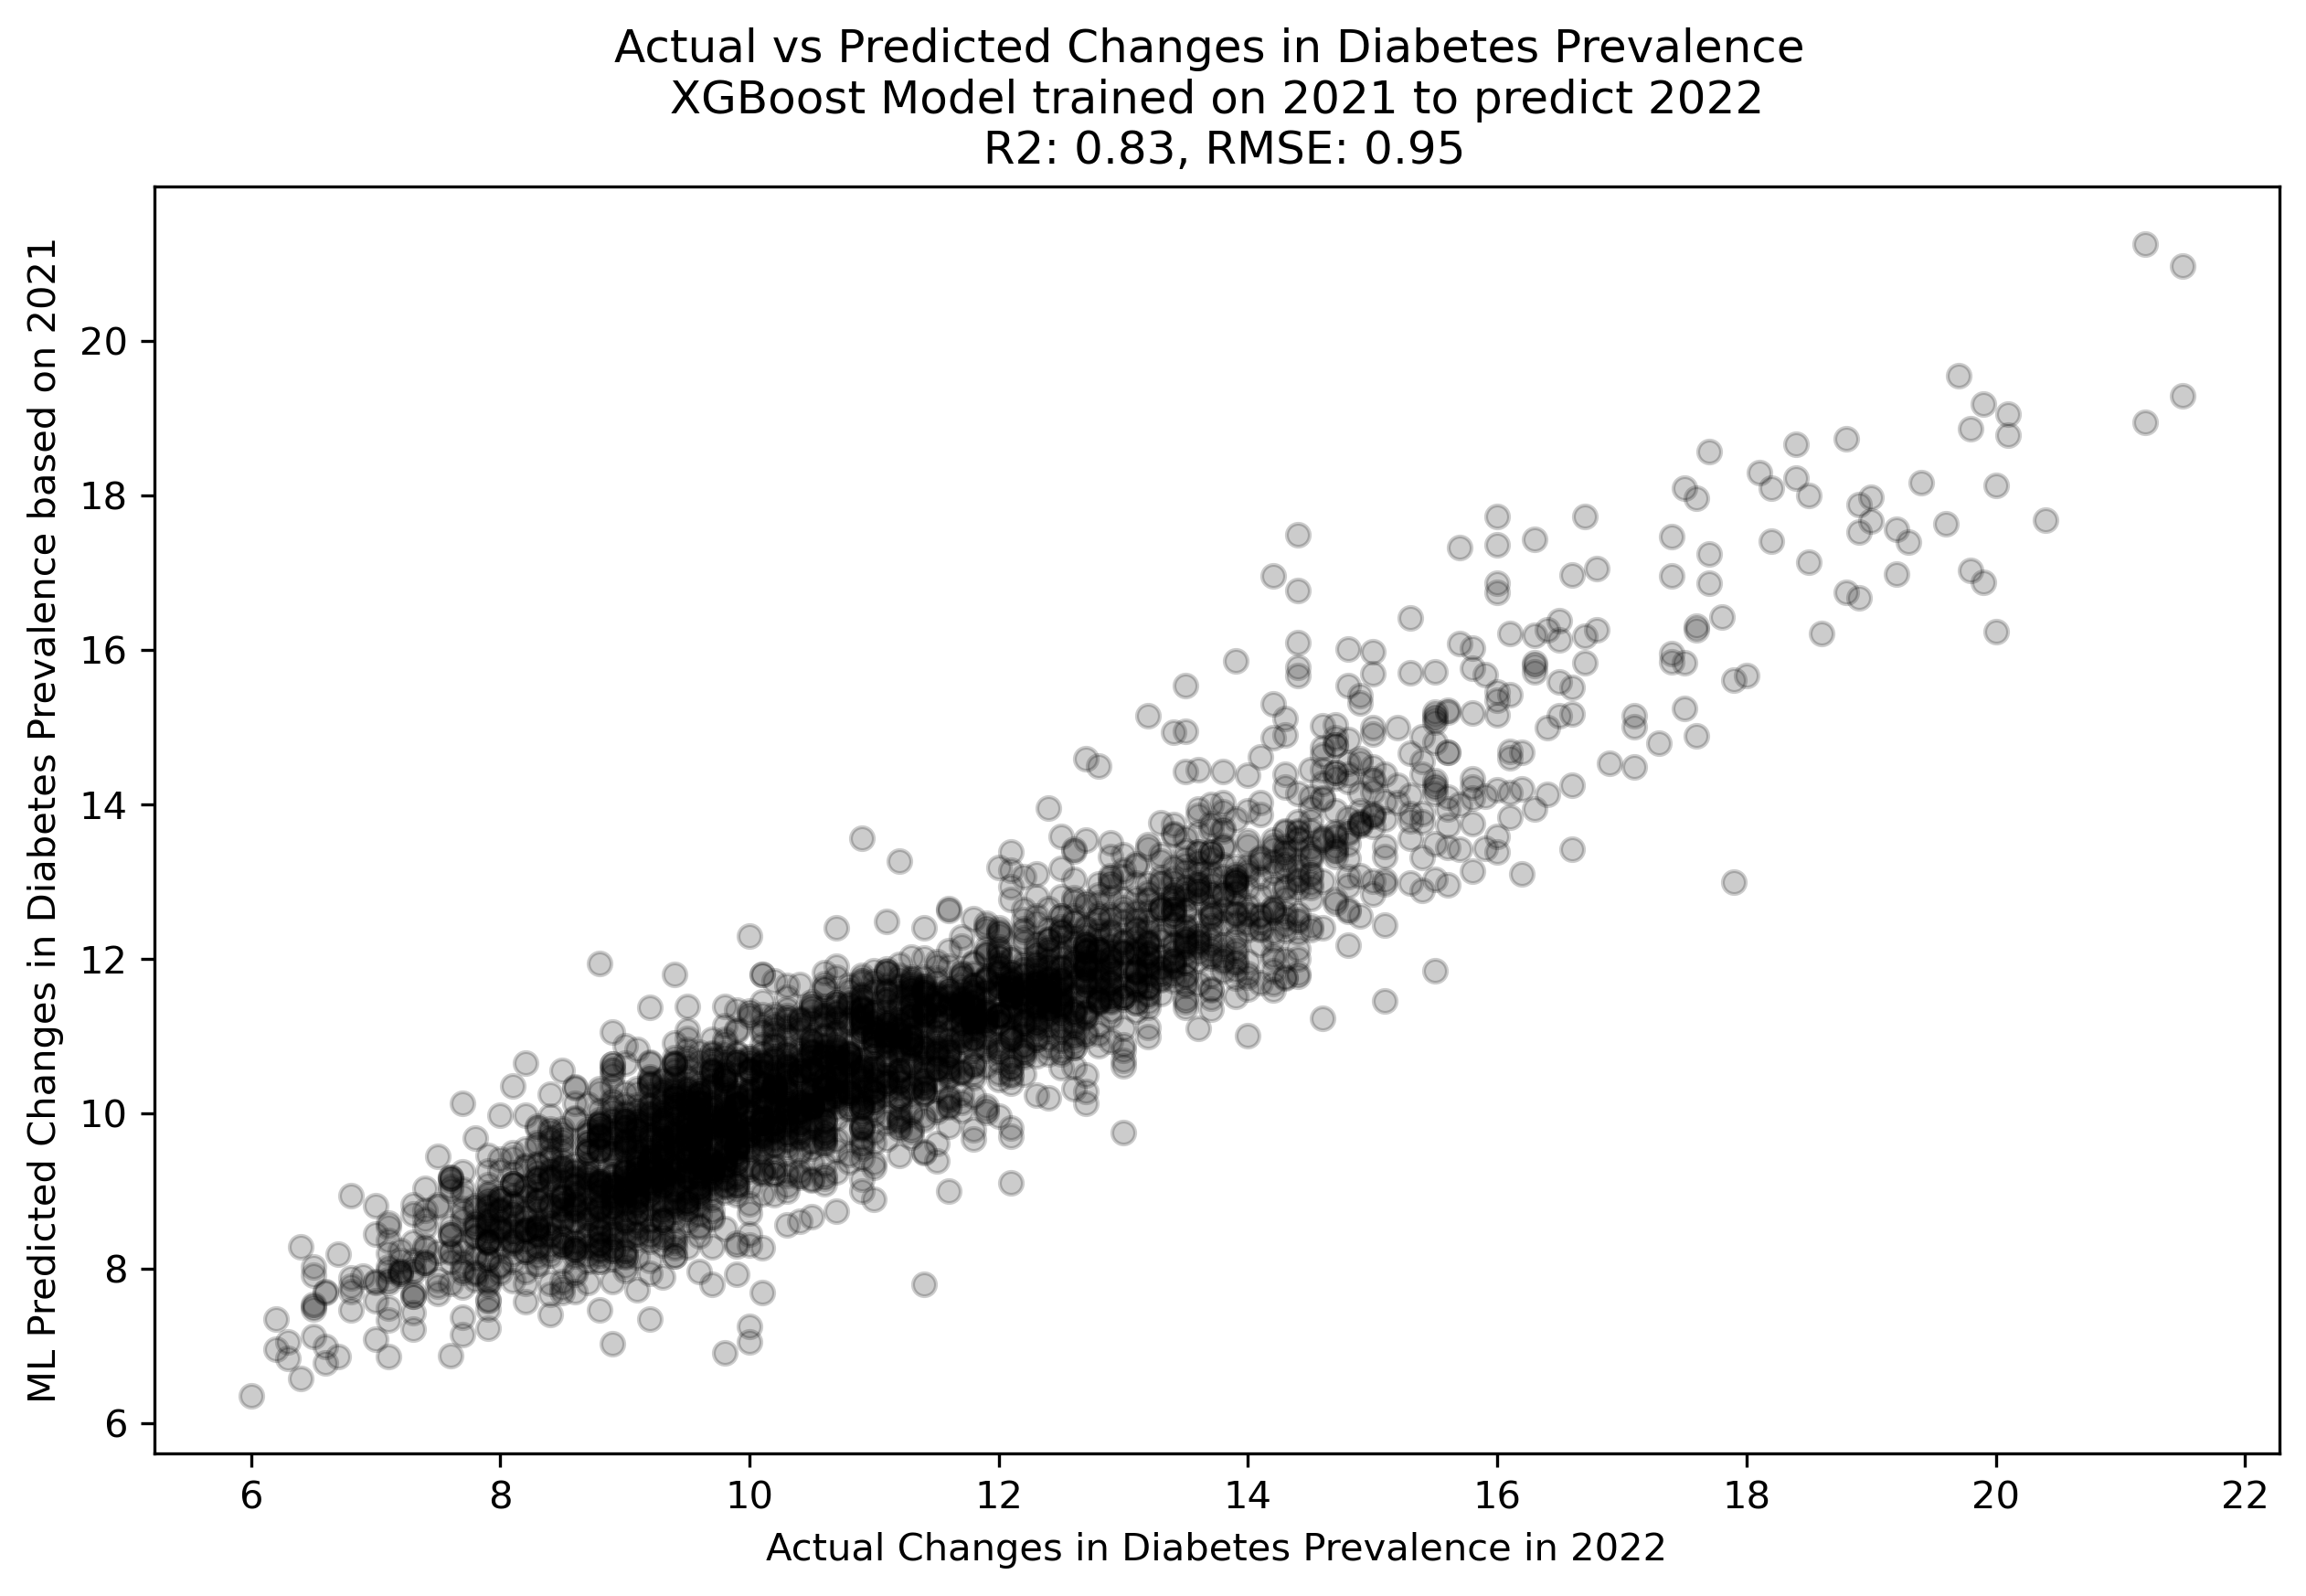 Actual vs Predicted Changes in Diabetes Prevalence
XGBoost Model trained on 2021 to predict 2022
R2: 0.83, RMSE: 0.95
ML Predicted Changes in Diabetes Prevalence based on 2021
20
18
16
14
12
10
8
6
6 8 10 12 14 16 18 20 22
Actual Changes in Diabetes Prevalence in 2022